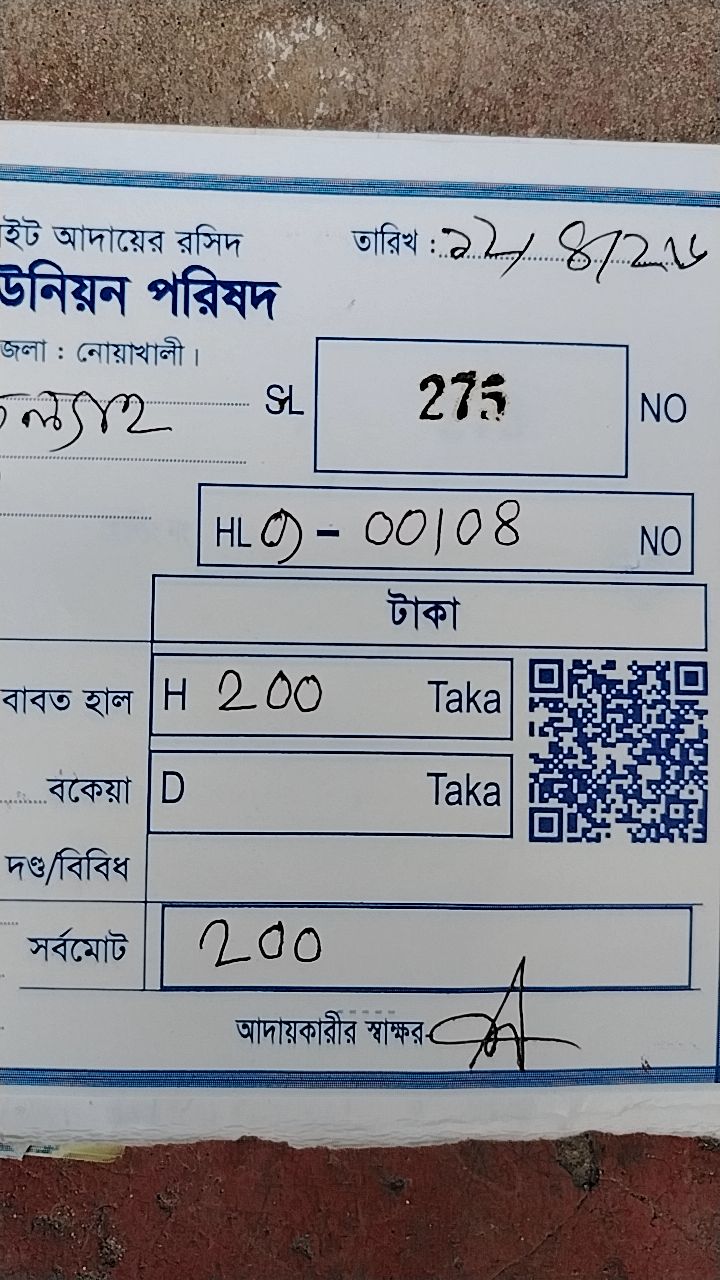 ইট আদায়ের রসিদ
তারিখ :
উনিয়ন পরিষদ
জেলা : নোয়াখালী।
SL 275 NO
HL 9 - 00108 NO
টাকা
বাবত হাল H 200 Taka
বকেয়া D Taka
দণ্ড/বিবিধ
সর্বমোট 200
আদায়কারীর স্বাক্ষর